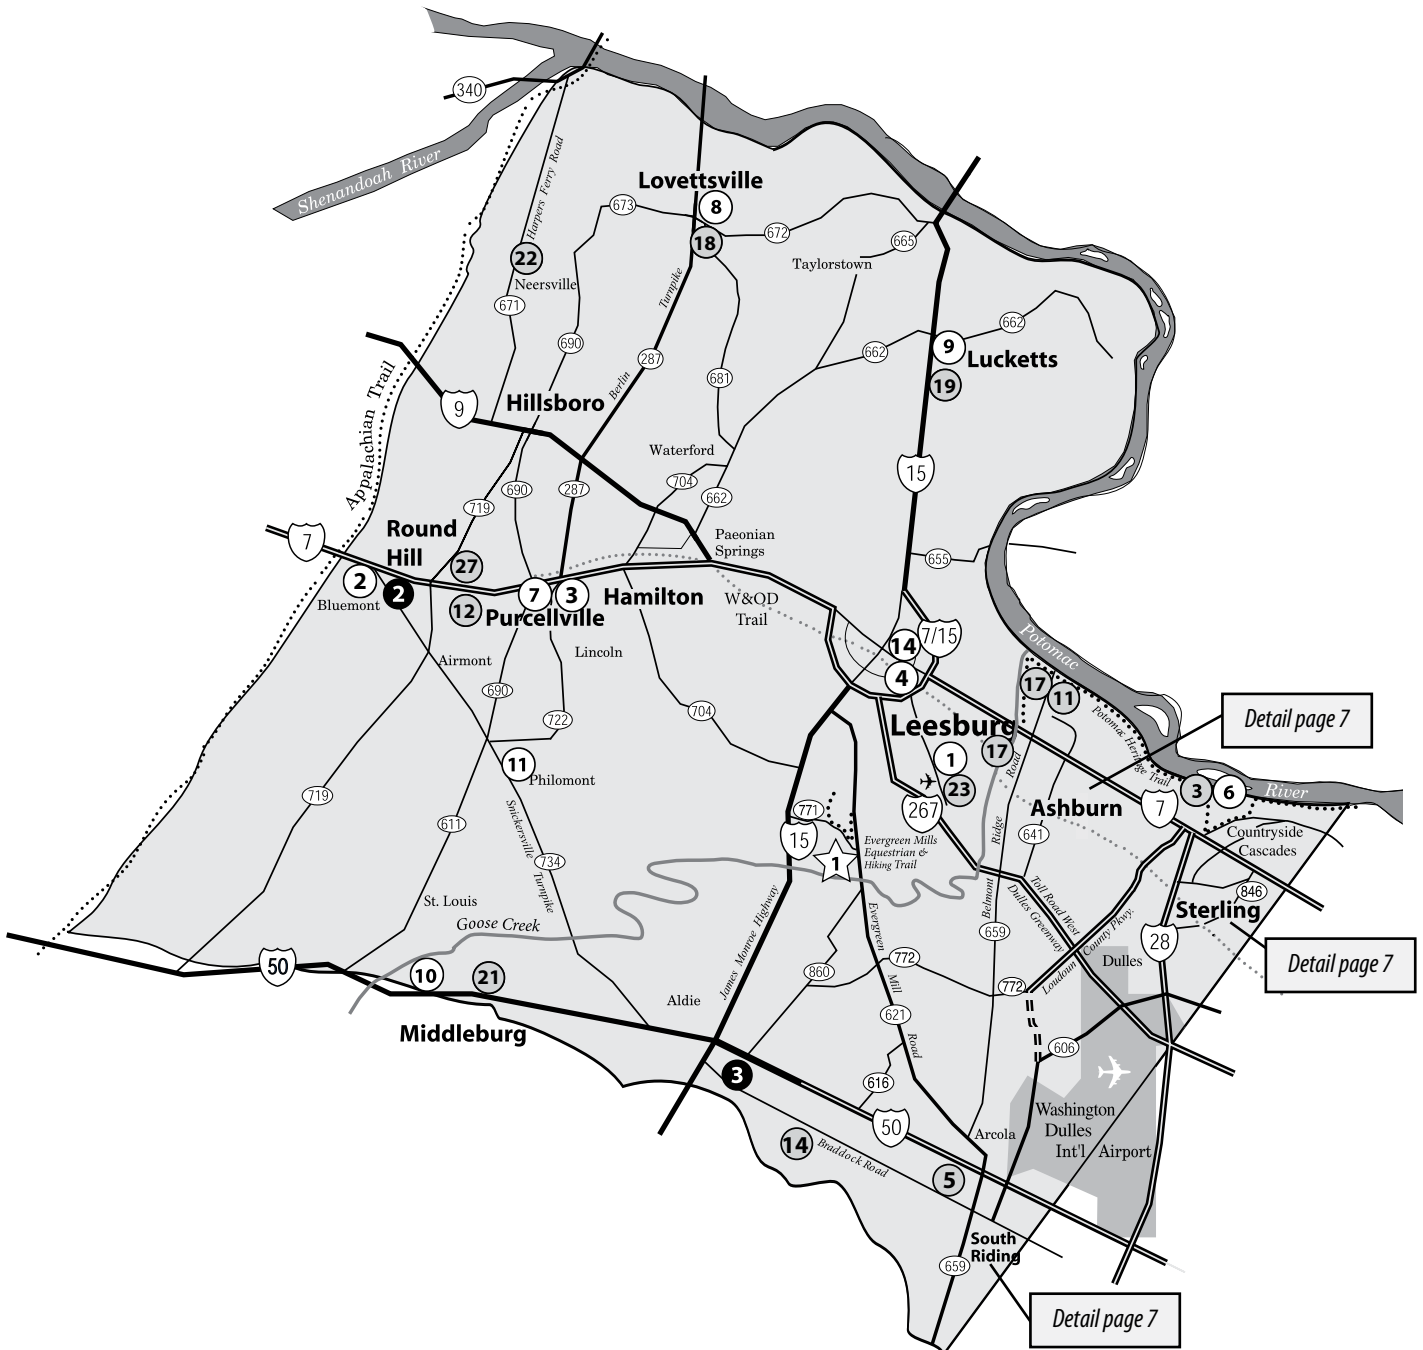 340
Shenandoah River
Harpers Ferry Road
Lovettsville
8
673
18
672
665
22
Neersville
Taylorstown
Turnpike
671
662
690
287
662
9
Lucketts
681
19
Berlin
Appalachian Trail
9
Hillsboro
Waterford
15
704
690
287
662
719
Round
Hill
7
Paeonian
Springs
655
27
2
Bluemont
2
12
7
3
Purcellville
Hamilton
W&OD
Trail
14
7/15
4
Potomac
Airmont
Lincoln
690
17
11
722
704
Leesburg
17
Potomac Heritage Trail
Detail page 7
1
11
Philomont
23
Road
3
6
River
719
771
267
Ashburn
7
Snickersville
Turnpike
611
15
1
Evergreen Mills
Equestrian &
Hiking Trail
Ridge
641
Countryside
Cascades
734
846
St. Louis
Goose Creek
James Monroe Highway
Evergreen
Mill
Road
Belmont
659
Toll Road West
Dulles Greenway
Sterling
28
Loudoun County Pkwy.
Dulles
Detail page 7
50
10
21
772
860
772
Aldie
Middleburg
621
606
3
616
Washington
Dulles
Int'l Airport
50
Arcola
14
Braddock Road
5
South
Riding
659
Detail page 7